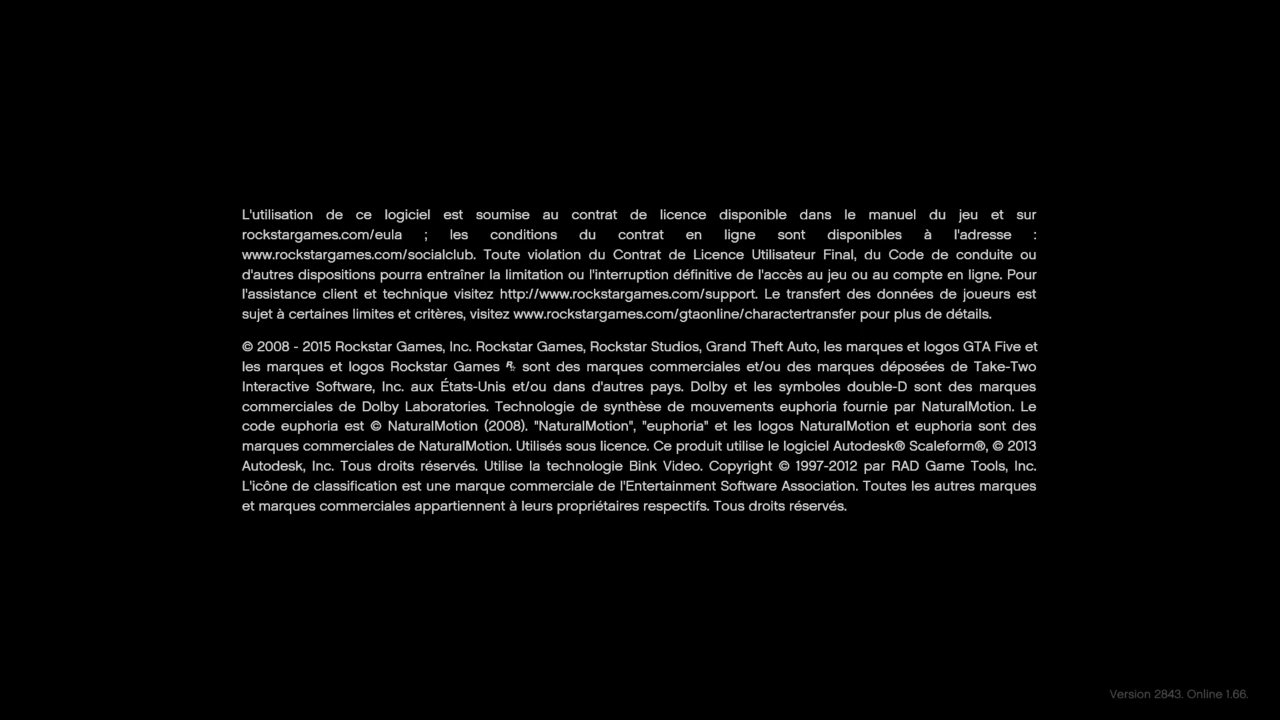 L'utilisation de ce logiciel est soumise au contrat de licence disponible dans le manuel du jeu et sur
rockstargames.com/eula ; les conditions du contrat en ligne sont disponibles à l'adresse :
www.rockstargames.com/socialclub. Toute violation du Contrat de Licence Utilisateur Final, du Code de conduite ou
d'autres dispositions pourra entraîner la limitation ou l'interruption définitive de l'accès au jeu ou au compte en ligne. Pour
l'assistance client et technique visitez http://www.rockstargames.com/support. Le transfert des données de joueurs est
sujet à certaines limites et critères, visitez www.rockstargames.com/gtaonline/charactertransfer pour plus de détails.
© 2008 - 2015 Rockstar Games, Inc. Rockstar Games, Rockstar Studios, Grand Theft Auto, les marques et logos GTA Five et
les marques et logos Rockstar Games R* sont des marques commerciales et/ou des marques déposées de Take-Two
Interactive Software, Inc. aux États-Unis et/ou dans d'autres pays. Dolby et les symboles double-D sont des marques
commerciales de Dolby Laboratories. Technologie de synthèse de mouvements euphoria fournie par NaturalMotion. Le
code euphoria est © NaturalMotion (2008). "NaturalMotion", "euphoria" et les logos NaturalMotion et euphoria sont des
marques commerciales de NaturalMotion. Utilisés sous licence. Ce produit utilise le logiciel Autodesk® Scaleform®, © 2013
Autodesk, Inc. Tous droits réservés. Utilise la technologie Bink Video. Copyright © 1997-2012 par RAD Game Tools, Inc.
L'icône de classification est une marque commerciale de l'Entertainment Software Association. Toutes les autres marques
et marques commerciales appartiennent à leurs propriétaires respectifs. Tous droits réservés.
Version 2843. Online 1.66.